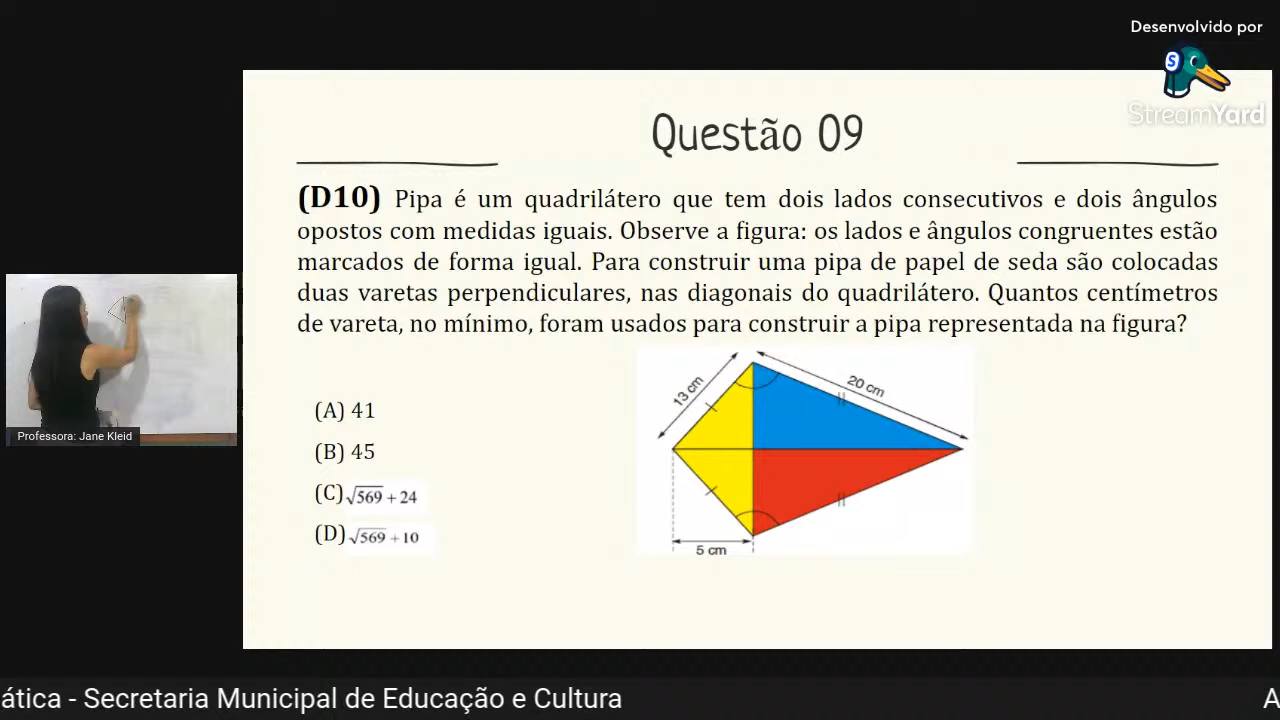 Desenvolvido por
S
StreamYard
Questão 09
(D10) Pipa é um quadrilátero que tem dois lados consecutivos e dois ângulos
opostos com medidas iguais. Observe a figura: os lados e ângulos congruentes estão
marcados de forma igual. Para construir uma pipa de papel de seda são colocadas
duas varetas perpendiculares, nas diagonais do quadrilátero. Quantos centímetros
de vareta, no mínimo, foram usados para construir a pipa representada na figura?
13 cm
20 cm
5 cm
(A) 41
(B) 45
(C) √569 + 24
(D) √569 + 10
Professora: Jane Kleid
ática - Secretaria Municipal de Educação e Cultura
A